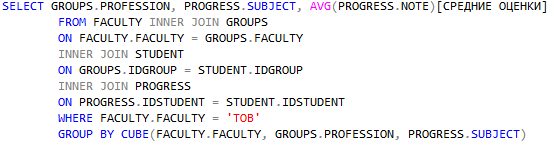 SELECT GROUPS.PROFESSION, PROGRESS.SUBJECT, AVG(PROGRESS.NOTE)[СРЕДНИЕ ОЦЕНКИ]
FROM FACULTY INNER JOIN GROUPS
ON FACULTY.FACULTY = GROUPS.FACULTY
INNER JOIN STUDENT
ON GROUPS.IDGROUP = STUDENT.IDGROUP
INNER JOIN PROGRESS
ON PROGRESS.IDSTUDENT = STUDENT.IDSTUDENT
WHERE FACULTY.FACULTY = 'ТОВ'
GROUP BY CUBE(FACULTY.FACULTY, GROUPS.PROFESSION, PROGRESS.SUBJECT)